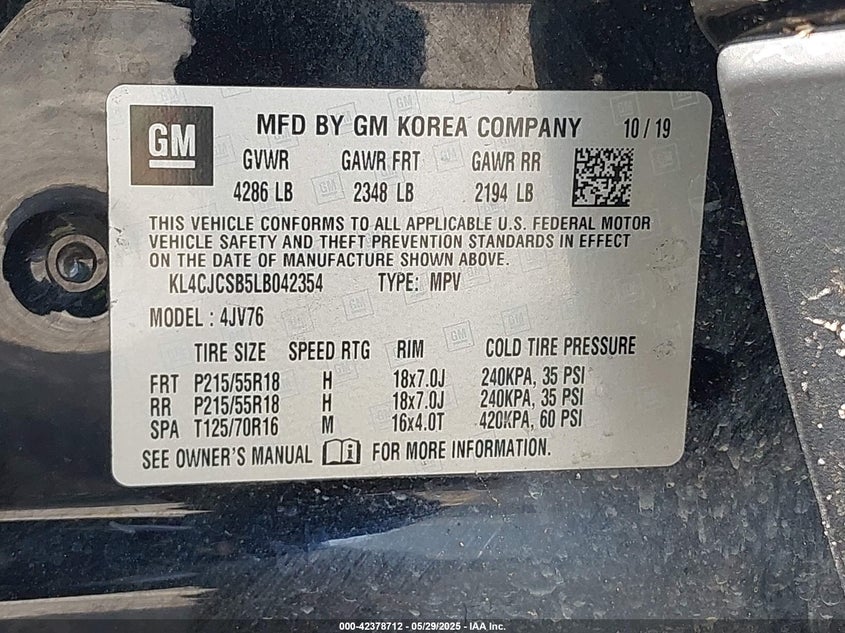 GM MFD BY GM KOREA COMPANY 10 / 19
GVWR GAWR FRT GAWR RR
4286 LB 2348 LB 2194 LB
THIS VEHICLE CONFORMS TO ALL APPLICABLE U.S. FEDERAL MOTOR
VEHICLE SAFETY AND THEFT PREVENTION STANDARDS IN EFFECT
ON THE DATE OF MANUFACTURE SHOWN ABOVE.
KL4CJCSB5LB042354 TYPE: MPV
MODEL : 4JV76
TIRE SIZE SPEED RTG RIM COLD TIRE PRESSURE
FRT P215/55R18 H 18x7.0J 240KPA, 35 PSI
RR P215/55R18 H 18x7.0J 240KPA, 35 PSI
SPA T125/70R16 M 16x4.0T 420KPA, 60 PSI
SEE OWNER'S MANUAL FOR MORE INFORMATION.
000-42378712 - 05/29/2025 - IAA Inc.